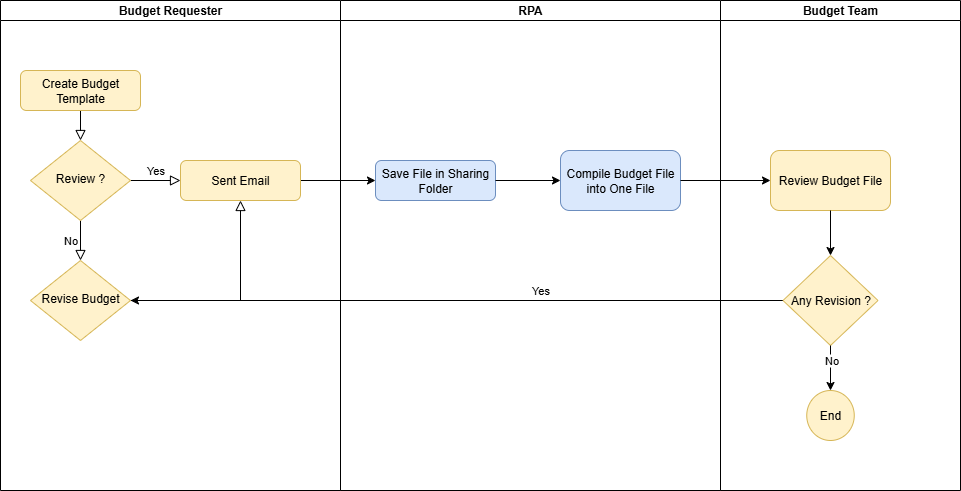 Budget Requester
RPA
Budget Team
Create Budget
Template
Review ?
Yes
Sent Email
Save File in Sharing
Folder
Compile Budget File
into One File
Review Budget File
No
Revise Budget
Yes
Any Revision ?
No
End